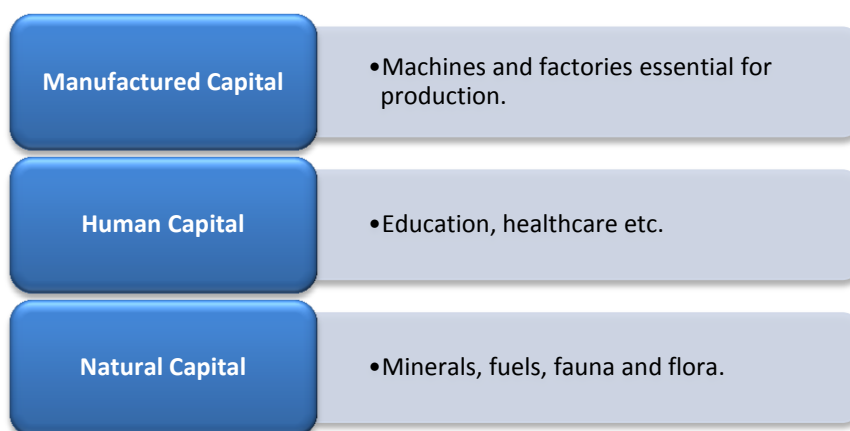 Manufactured Capital
•Machines and factories essential for
production.
Human Capital
•Education, healthcare etc.
Natural Capital
•Minerals, fuels, fauna and flora.